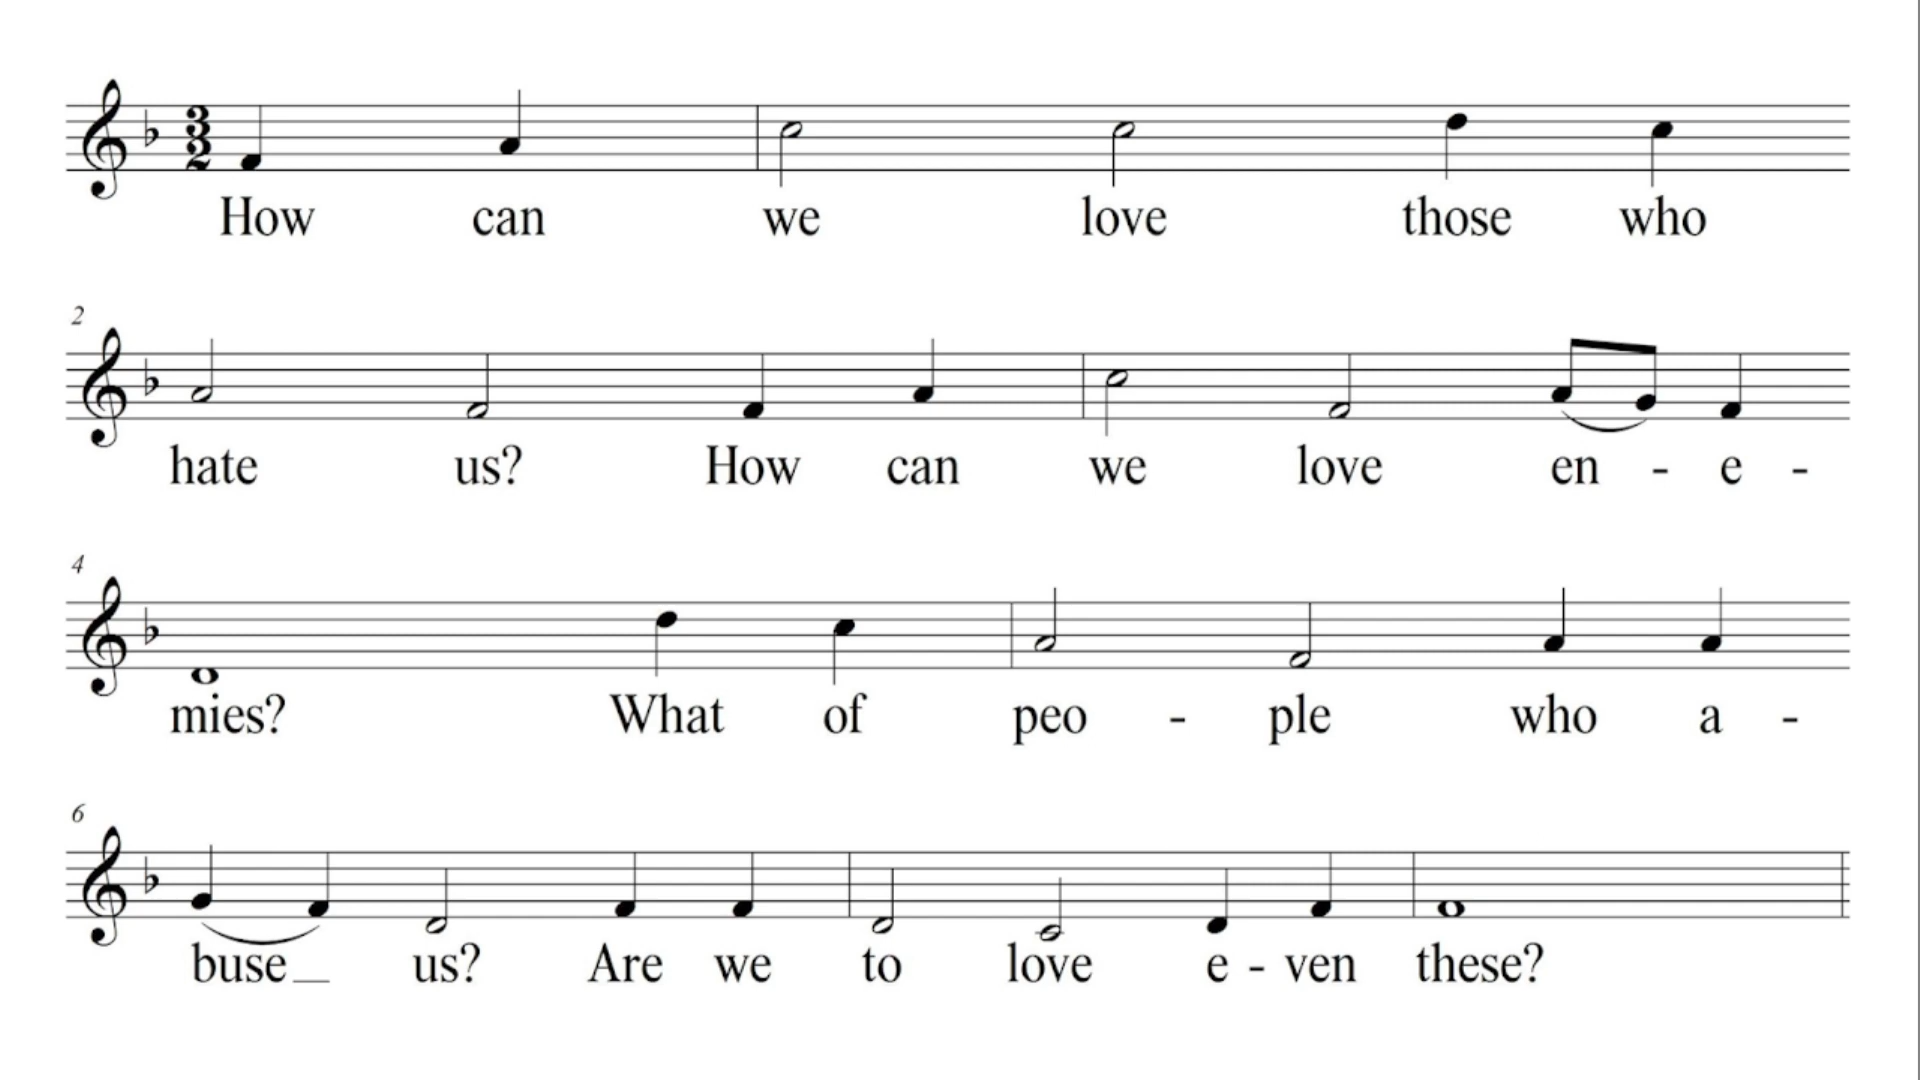 3
2
How can we love those who
2
hate us? How can we love en - e -
4
mies? What of peo - ple who a -
6
buse_ us? Are we to love e - ven these?